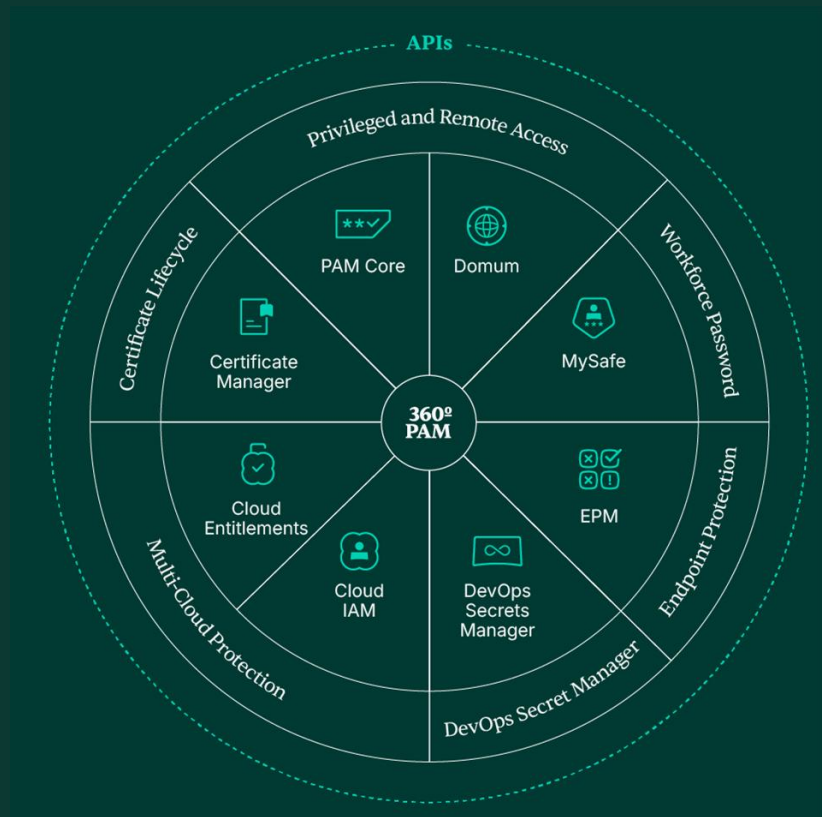 APIs
Privileged and Remote Access
Workforce Password
Endpoint Protection
DevOps Secret Manager
Multi-Cloud Protection
Certificate Lifecycle
**✓
PAM Core
Domum
MySafe
EPM
DevOps
Secrets
Manager
Cloud
IAM
Cloud
Entitlements
Certificate
Manager
360º
PAM